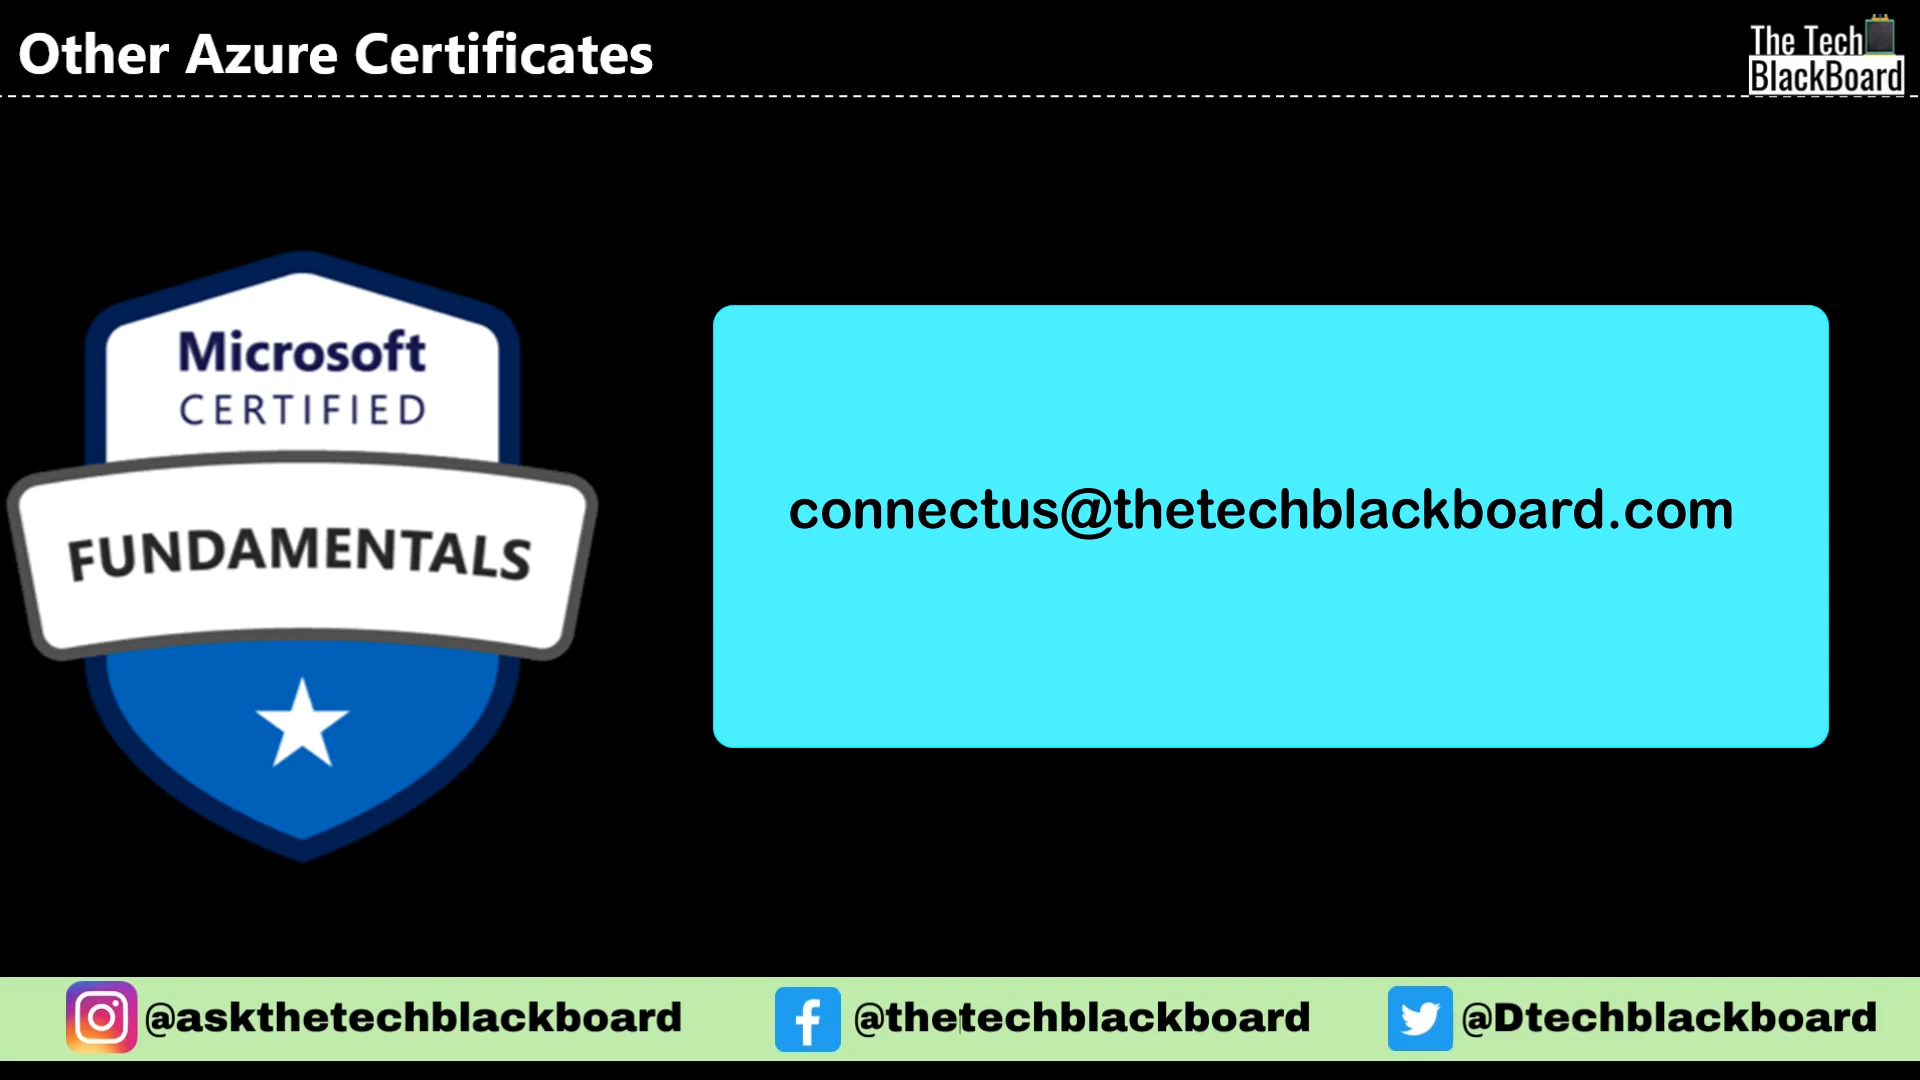 Other Azure Certificates
The Tech
BlackBoard
Microsoft
CERTIFIED
FUNDAMENTALS
connectus@thetechblackboard.com
@askthetechblackboard
@thetechblackboard
@Dtechblackboard